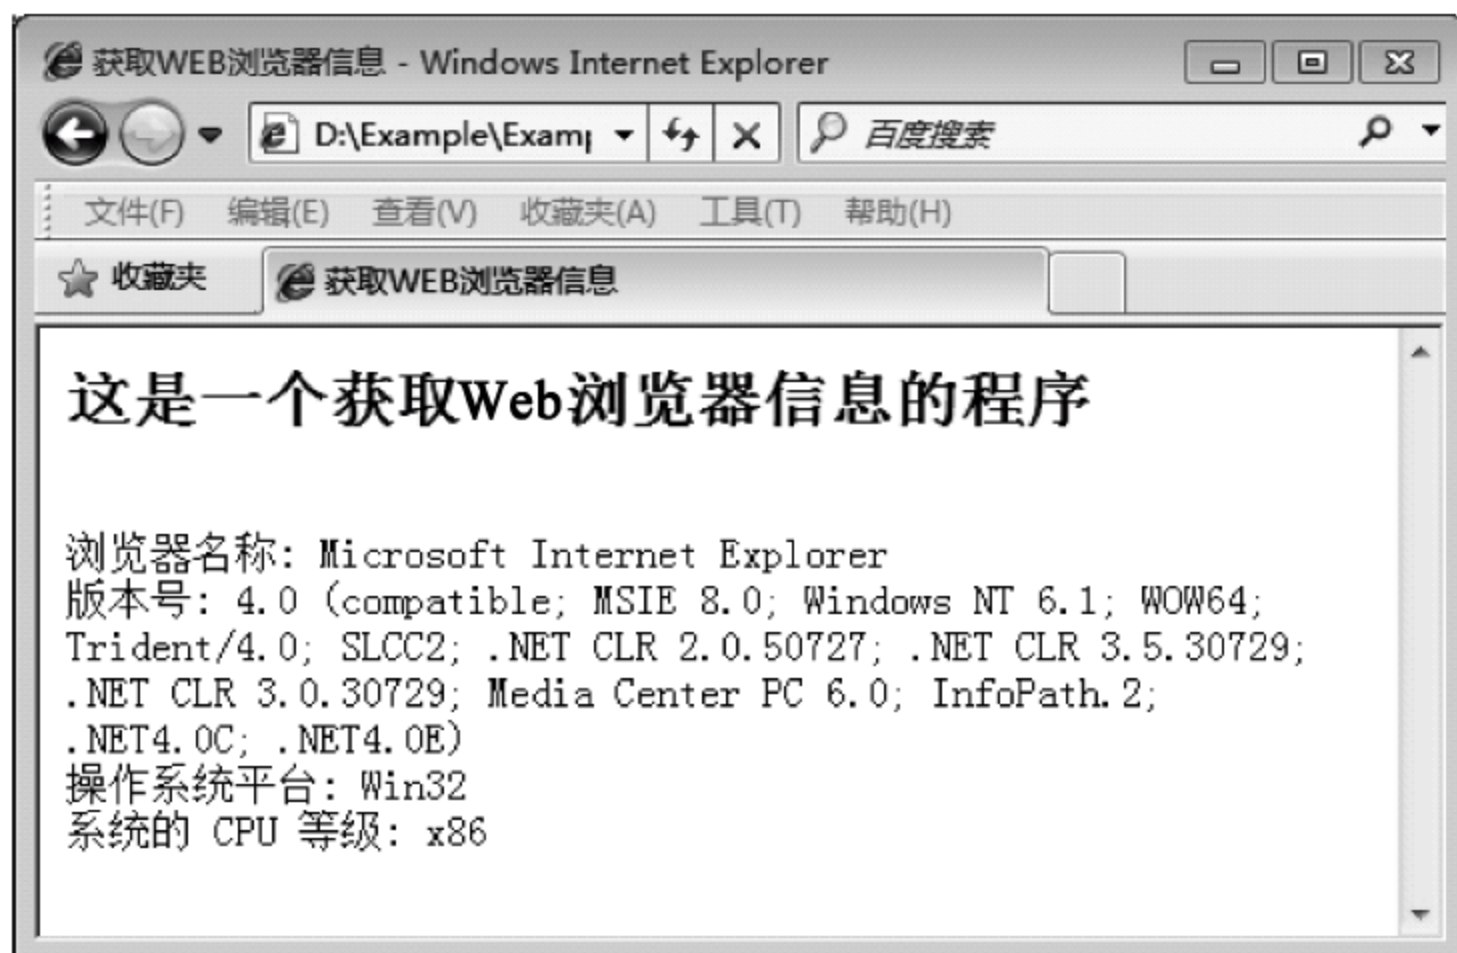 获取WEB浏览器信息 - Windows Internet Explorer
D:\Example\Examp
百度搜索
文件(F) 编辑(E) 查看(V) 收藏夹(A) 工具(T) 帮助(H)
收藏夹 获取WEB浏览器信息
这是一个获取Web浏览器信息的程序
浏览器名称: Microsoft Internet Explorer
版本号: 4.0 (compatible; MSIE 8.0; Windows NT 6.1; WOW64;
Trident/4.0; SLCC2; .NET CLR 2.0.50727; .NET CLR 3.5.30729;
.NET CLR 3.0.30729; Media Center PC 6.0; InfoPath.2;
.NET4.0C; .NET4.0E)
操作系统平台: Win32
系统的 CPU 等级: x86